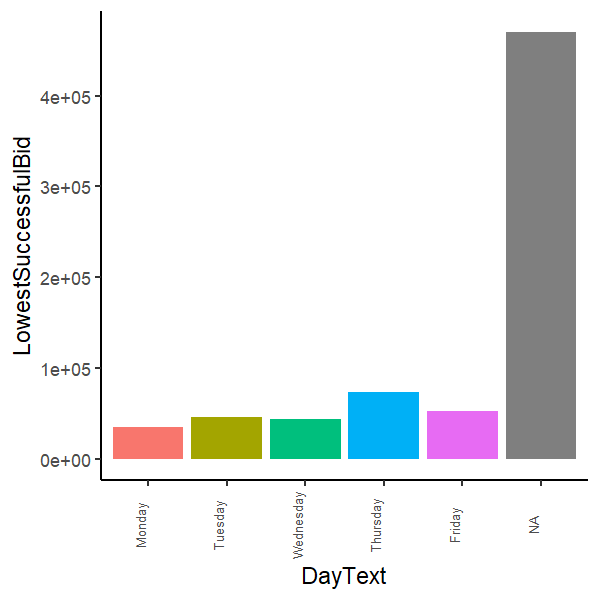 LowestSuccessfulBid
4e+05
3e+05
2e+05
1e+05
0e+00
Monday
Tuesday
Wednesday
Thursday
Friday
NA
DayText